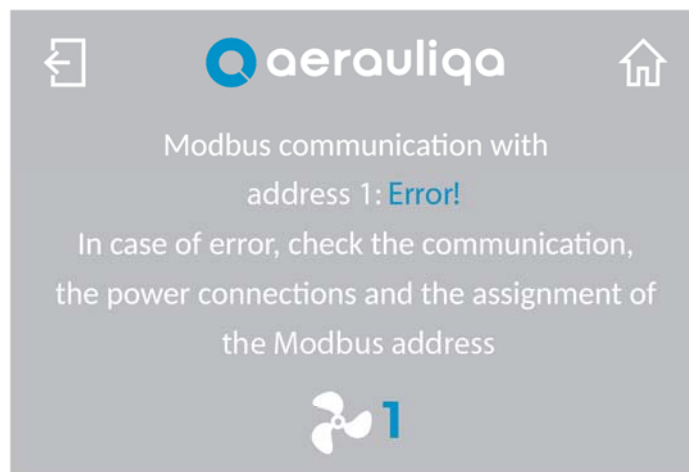 aerauliqa
Modbus communication with
address 1: Error!
In case of error, check the communication,
the power connections and the assignment of
the Modbus address
1